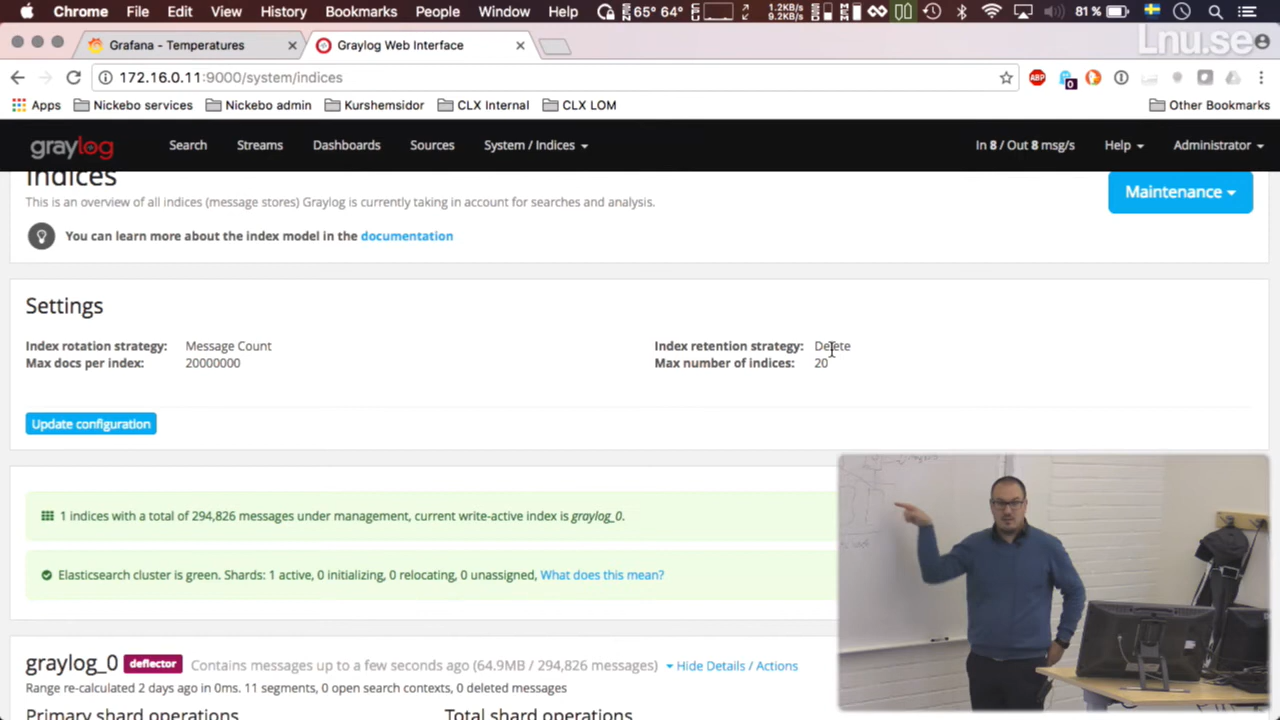 Chrome File Edit View History Bookmarks People Window Help 65° 64° 1.2KB/s 9.2KB/s 81 %
Grafana - Temperatures Graylog Web Interface
Lnu.se
172.16.0.11:9000/system/indices ABP 0
Apps Nickebo services Nickebo admin Kurshemsidor CLX Internal CLX LOM Other Bookmarks
graylog Search Streams Dashboards Sources System / Indices In 8 / Out 8 msg/s Help Administrator
Indices
This is an overview of all indices (message stores) Graylog is currently taking in account for searches and analysis.
Maintenance
You can learn more about the index model in the documentation
Settings
Index rotation strategy: Message Count Index retention strategy: Delete
Max docs per index: 20000000 Max number of indices: 20
Update configuration
1 indices with a total of 294,826 messages under management, current write-active index is graylog_0.
Elasticsearch cluster is green. Shards: 1 active, 0 initializing, 0 relocating, 0 unassigned, What does this mean?
graylog_0 deflector Contains messages up to a few seconds ago (64.9MB / 294,826 messages) Hide Details / Actions
Range re-calculated 2 days ago in 0ms. 11 segments, 0 open search contexts, 0 deleted messages
Primary shard operations Total shard operations